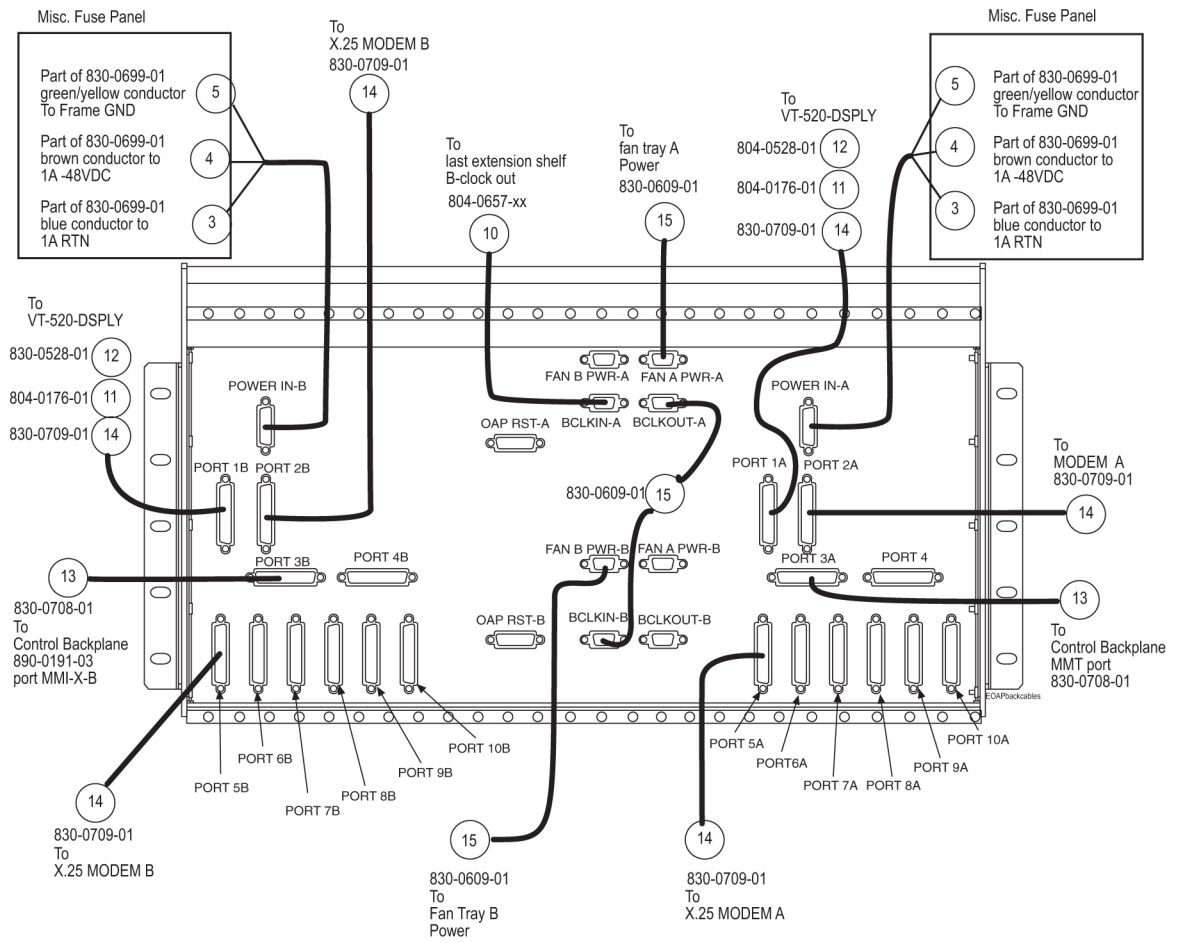 Misc. Fuse Panel
Part of 830-0699-01
green/yellow conductor
To Frame GND
5
Part of 830-0699-01
brown conductor to
1A -48VDC
4
Part of 830-0699-01
blue conductor to
1A RTN
3
To
X.25 MODEM B
830-0709-01
14
To
last extension shelf
B-clock out
804-0657-xx
10
To
fan tray A
Power
830-0609-01
15
To
VT-520-DSPLY
804-0528-01
12
804-0176-01
11
830-0709-01
14
Misc. Fuse Panel
5
Part of 830-0699-01
green/yellow conductor
To Frame GND
4
Part of 830-0699-01
brown conductor to
1A -48VDC
3
Part of 830-0699-01
blue conductor to
1A RTN
To
VT-520-DSPLY
830-0528-01
12
804-0176-01
11
830-0709-01
14
POWER IN-B
FAN B PWR-A
FAN A PWR-A
POWER IN-A
OAP RST-A
BCLKIN-A
BCLKOUT-A
PORT 1B
PORT 2B
830-0609-01
15
PORT 1A
PORT 2A
To
MODEM A
830-0709-01
14
PORT 3B
PORT 4B
FAN B PWR-B
FAN A PWR-B
PORT 3A
PORT 4
13
830-0708-01
To
Control Backplane
890-0191-03
port MMI-X-B
OAP RST-B
BCLKIN-B
BCLKOUT-B
13
To
Control Backplane
MMT port
830-0708-01
EOAPbackcables
PORT 5B
PORT 6B
PORT 7B
PORT 8B
PORT 9B
PORT 10B
PORT 5A
PORT6A
PORT 7A
PORT 8A
PORT 9A
PORT 10A
14
830-0709-01
To
X.25 MODEM B
15
830-0609-01
To
Fan Tray B
Power
14
830-0709-01
To
X.25 MODEM A